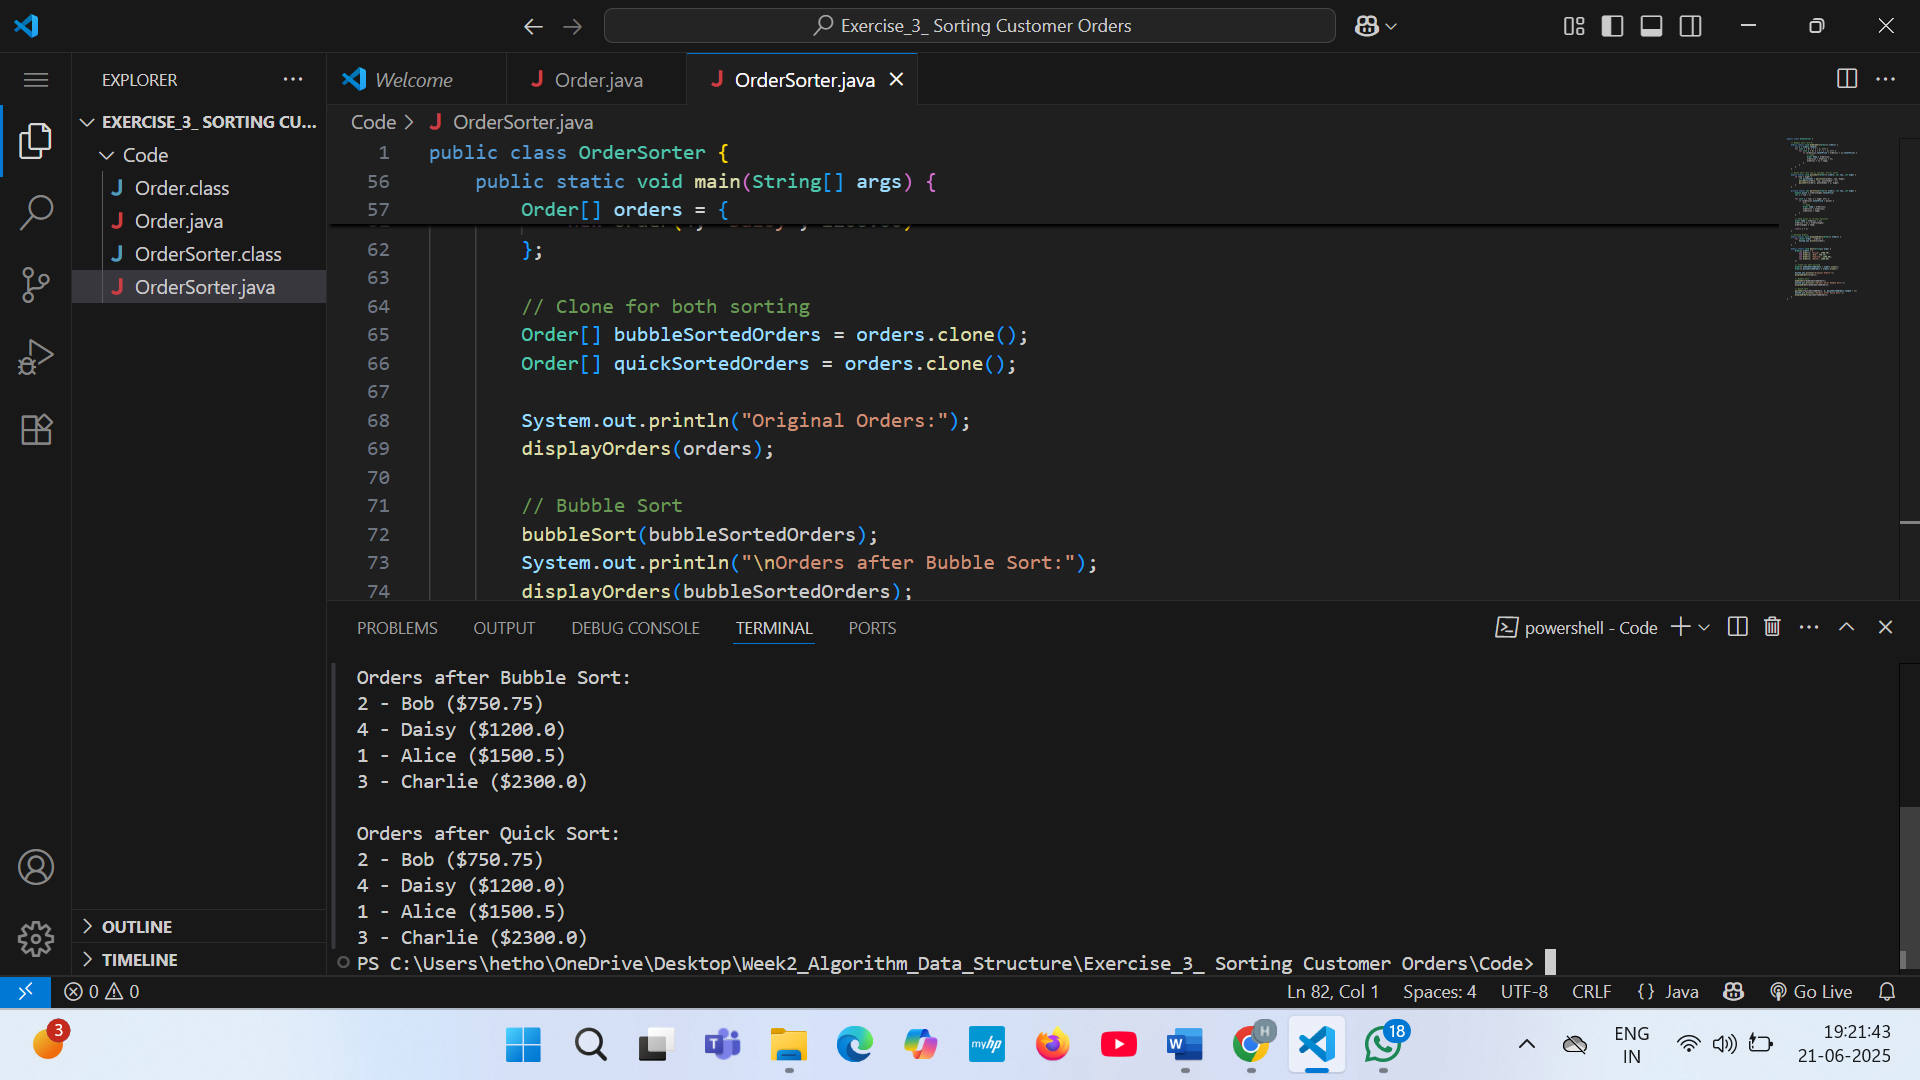 Exercise_3_ Sorting Customer Orders
EXPLORER
Welcome
Order.java
OrderSorter.java
EXERCISE_3_ SORTING CU...
Code
Order.class
Order.java
OrderSorter.class
OrderSorter.java
OUTLINE
TIMELINE
Code > OrderSorter.java
1 public class OrderSorter {
56 public static void main(String[] args) {
57 Order[] orders = {
62 };
63
64 // Clone for both sorting
65 Order[] bubbleSortedOrders = orders.clone();
66 Order[] quickSortedOrders = orders.clone();
67
68 System.out.println("Original Orders:");
69 displayOrders(orders);
70
71 // Bubble Sort
72 bubbleSort(bubbleSortedOrders);
73 System.out.println("\nOrders after Bubble Sort:");
74 displayOrders(bubbleSortedOrders);
PROBLEMS OUTPUT DEBUG CONSOLE TERMINAL PORTS
powershell - Code
Orders after Bubble Sort:
2 - Bob ($750.75)
4 - Daisy ($1200.0)
1 - Alice ($1500.5)
3 - Charlie ($2300.0)
Orders after Quick Sort:
2 - Bob ($750.75)
4 - Daisy ($1200.0)
1 - Alice ($1500.5)
3 - Charlie ($2300.0)
PS C:\Users\hetho\OneDrive\Desktop\Week2_Algorithm_Data_Structure\Exercise_3_ Sorting Customer Orders\Code>
0 0
Ln 82, Col 1 Spaces: 4 UTF-8 CRLF {} Java Go Live
3
myhp
W
H
18
ENG
IN
19:21:43
21-06-2025